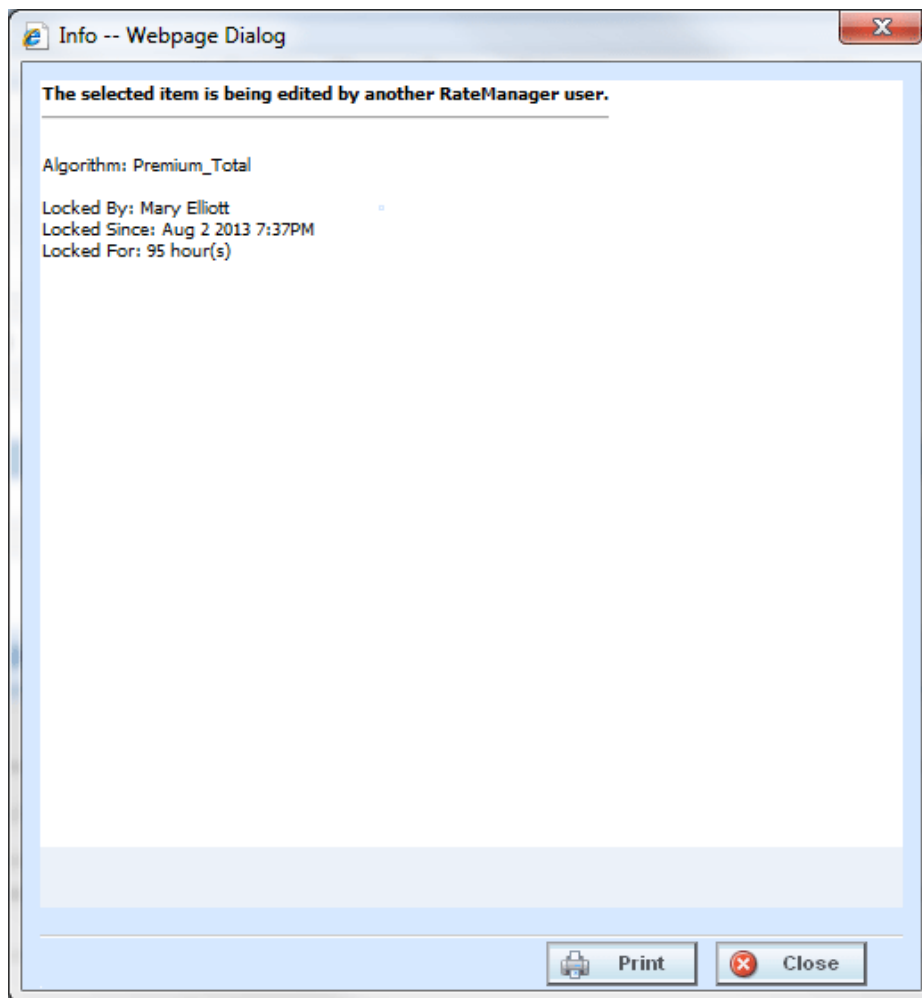 Info -- Webpage Dialog
The selected item is being edited by another RateManager user.
Algorithm: Premium_Total
Locked By: Mary Elliott
Locked Since: Aug 2 2013 7:37PM
Locked For: 95 hour(s)
Print
Close